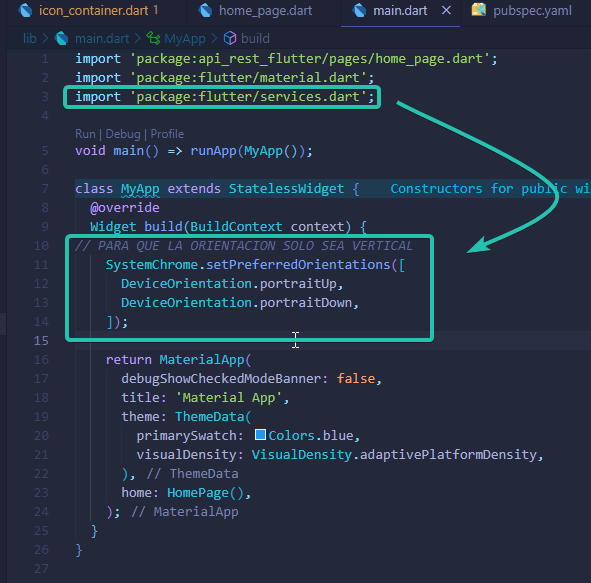 icon_container.dart 1 home_page.dart main.dart pubspec.yaml
lib > main.dart > MyApp > build
1 import 'package:api_rest_flutter/pages/home_page.dart';
2 import 'package:flutter/material.dart';
3 import 'package:flutter/services.dart';
4
Run | Debug | Profile
5 void main() => runApp(MyApp());
6
7 class MyApp extends StatelessWidget { Constructors for public wi
8 @override
9 Widget build(BuildContext context) {
10 // PARA QUE LA ORIENTACION SOLO SEA VERTICAL
11 SystemChrome.setPreferredOrientations([
12 DeviceOrientation.portraitUp,
13 DeviceOrientation.portraitDown,
14 ]);
15
16 return MaterialApp(
17 debugShowCheckedModeBanner: false,
18 title: 'Material App',
19 theme: ThemeData(
20 primarySwatch: Colors.blue,
21 visualDensity: VisualDensity.adaptivePlatformDensity,
22 ), // ThemeData
23 home: HomePage(),
24 ); // MaterialApp
25 }
26 }
27